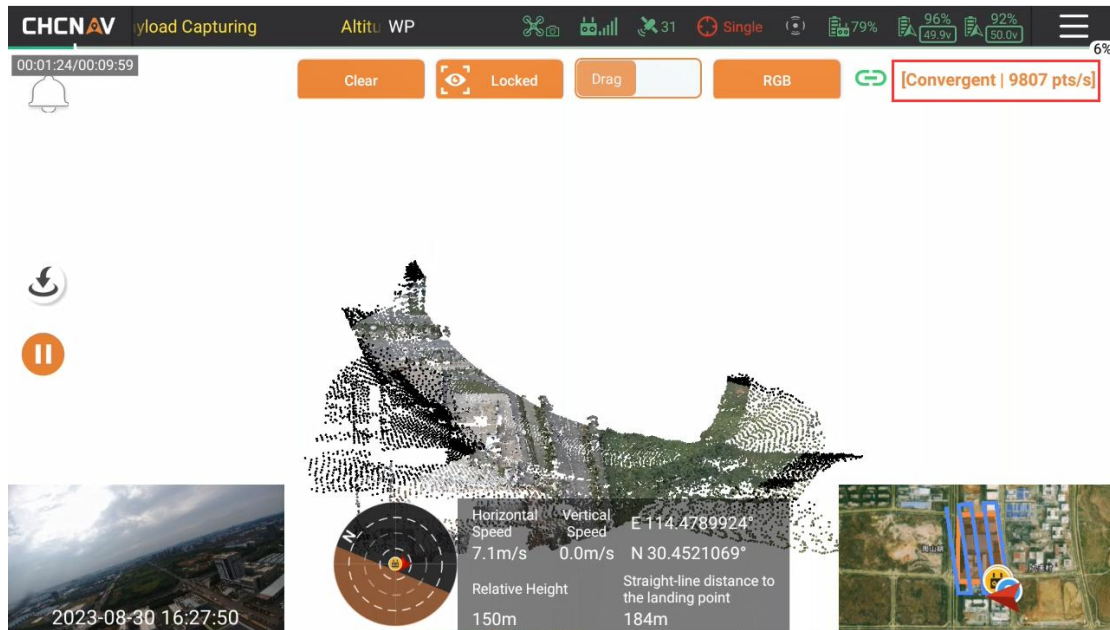 CHCNAV
yload Capturing
Altitu WP
31
Single
79%
96%
49.9v
92%
50.0v
6%
00:01:24/00:09:59
Clear
Locked
Drag
RGB
[Convergent | 9807 pts/s]
N
Horizontal Speed
7.1m/s
Vertical Speed
0.0m/s
E 114.4789924°
N 30.4521069°
Relative Height
150m
Straight-line distance to
the landing point
184m
2023-08-30 16:27:50